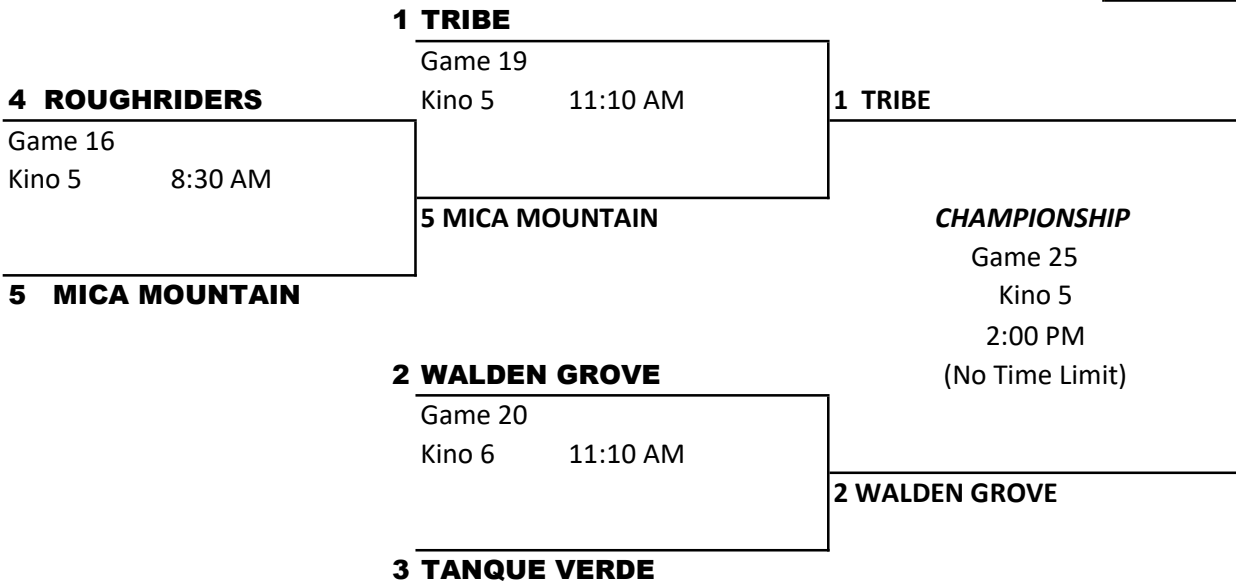 1 TRIBE
Game 19
4 ROUGHRIDERS
Kino 5 11:10 AM
1 TRIBE
Game 16
Kino 5 8:30 AM
5 MICA MOUNTAIN
CHAMPIONSHIP
Game 25
5 MICA MOUNTAIN
Kino 5
2:00 PM
2 WALDEN GROVE
(No Time Limit)
Game 20
Kino 6 11:10 AM
2 WALDEN GROVE
3 TANQUE VERDE